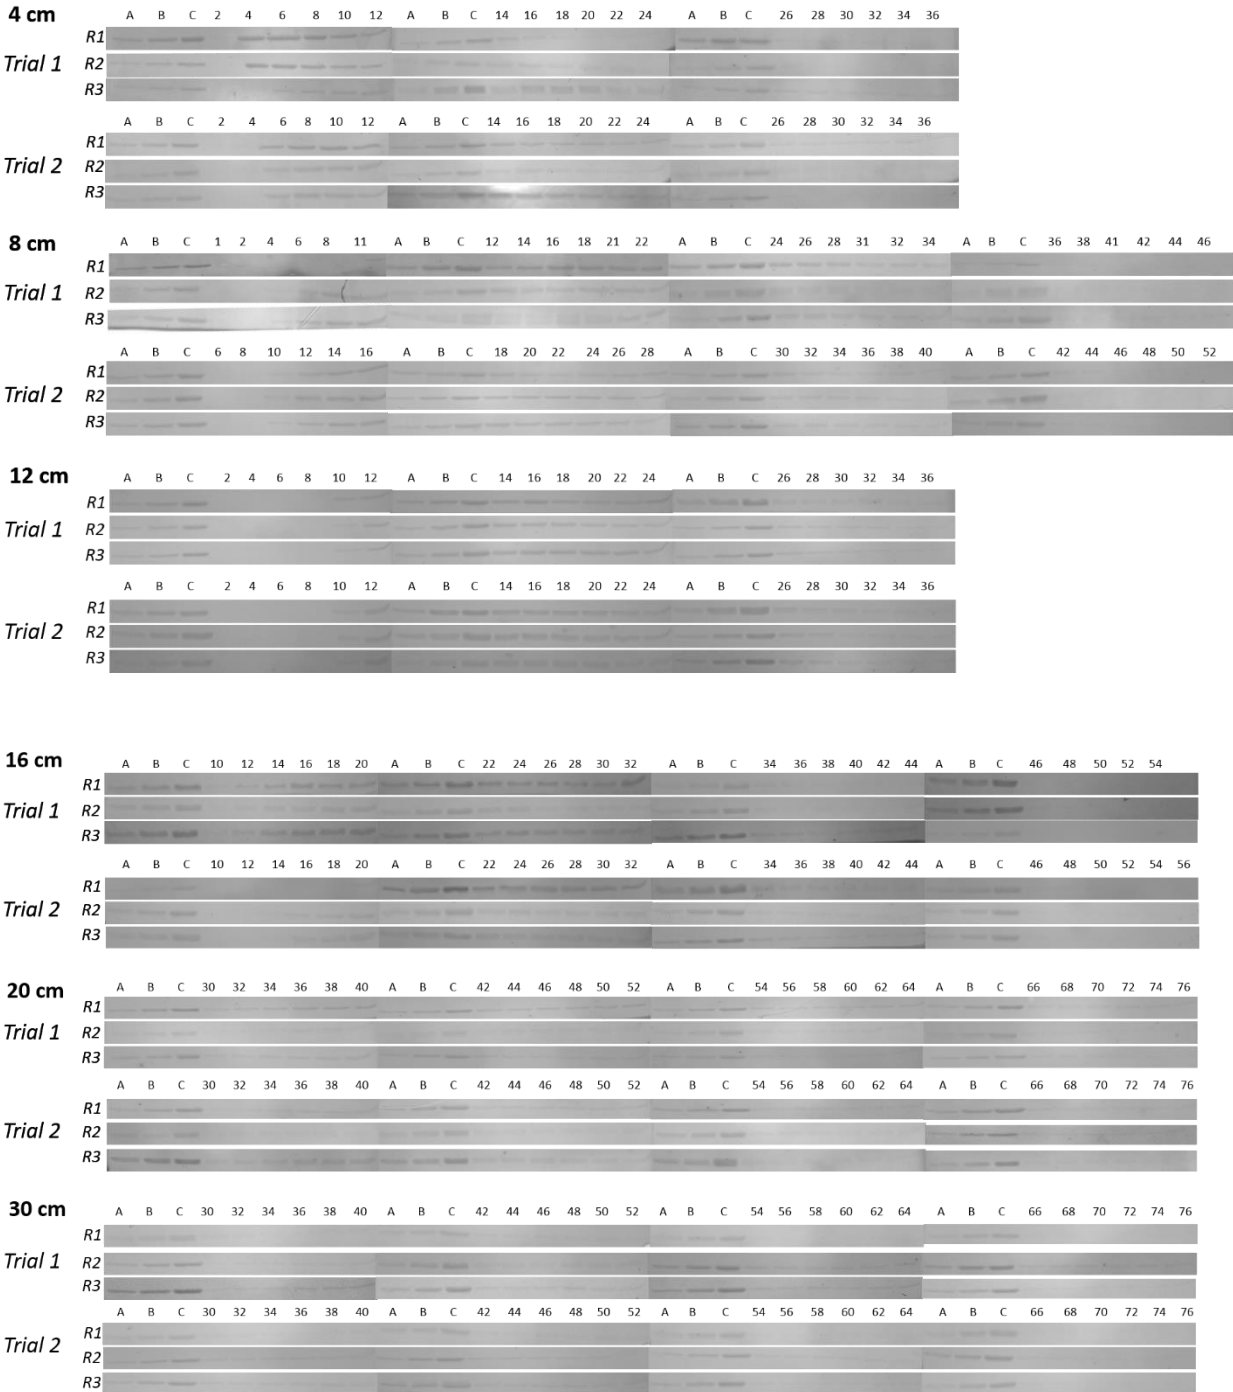 4 cm A B C 2 4 6 8 10 12 A B C 14 16 18 20 22 24 A B C 26 28 30 32 34 36
R1
Trial 1 R2
R3
A B C 2 4 6 8 10 12 A B C 14 16 18 20 22 24 A B C 26 28 30 32 34 36
R1
Trial 2 R2
R3
8 cm A B C 1 2 4 6 8 11 A B C 12 14 16 18 21 22 A B C 24 26 28 31 32 34 A B C 36 38 41 42 44 46
R1
Trial 1 R2
R3
A B C 6 8 10 12 14 16 A B C 18 20 22 24 26 28 A B C 30 32 34 36 38 40 A B C 42 44 46 48 50 52
R1
Trial 2 R2
R3
12 cm A B C 2 4 6 8 10 12 A B C 14 16 18 20 22 24 A B C 26 28 30 32 34 36
R1
Trial 1 R2
R3
A B C 2 4 6 8 10 12 A B C 14 16 18 20 22 24 A B C 26 28 30 32 34 36
R1
Trial 2 R2
R3
16 cm A B C 10 12 14 16 18 20 A B C 22 24 26 28 30 32 A B C 34 36 38 40 42 44 A B C 46 48 50 52 54
R1
Trial 1 R2
R3
A B C 10 12 14 16 18 20 A B C 22 24 26 28 30 32 A B C 34 36 38 40 42 44 A B C 46 48 50 52 54 56
R1
Trial 2 R2
R3
20 cm A B C 30 32 34 36 38 40 A B C 42 44 46 48 50 52 A B C 54 56 58 60 62 64 A B C 66 68 70 72 74 76
R1
Trial 1 R2
R3
A B C 30 32 34 36 38 40 A B C 42 44 46 48 50 52 A B C 54 56 58 60 62 64 A B C 66 68 70 72 74 76
R1
Trial 2 R2
R3
30 cm A B C 30 32 34 36 38 40 A B C 42 44 46 48 50 52 A B C 54 56 58 60 62 64 A B C 66 68 70 72 74 76
R1
Trial 1 R2
R3
A B C 30 32 34 36 38 40 A B C 42 44 46 48 50 52 A B C 54 56 58 60 62 64 A B C 66 68 70 72 74 76
R1
Trial 2 R2
R3